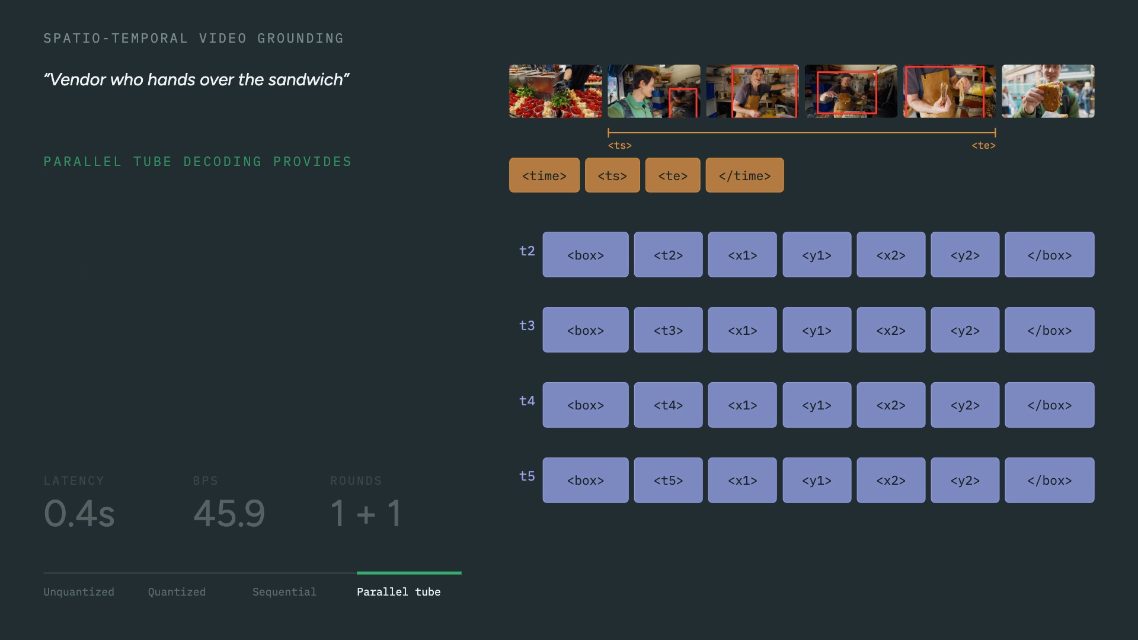 SPATIO-TEMPORAL VIDEO GROUNDING
“Vendor who hands over the sandwich”
PARALLEL TUBE DECODING PROVIDES
<ts> <te>
<time> <ts> <te> </time>
t2 <box> <t2> <x1> <y1> <x2> <y2> </box>
t3 <box> <t3> <x1> <y1> <x2> <y2> </box>
t4 <box> <t4> <x1> <y1> <x2> <y2> </box>
t5 <box> <t5> <x1> <y1> <x2> <y2> </box>
LATENCY BPS ROUNDS
0.4s 45.9 1 + 1
Unquantized Quantized Sequential Parallel tube